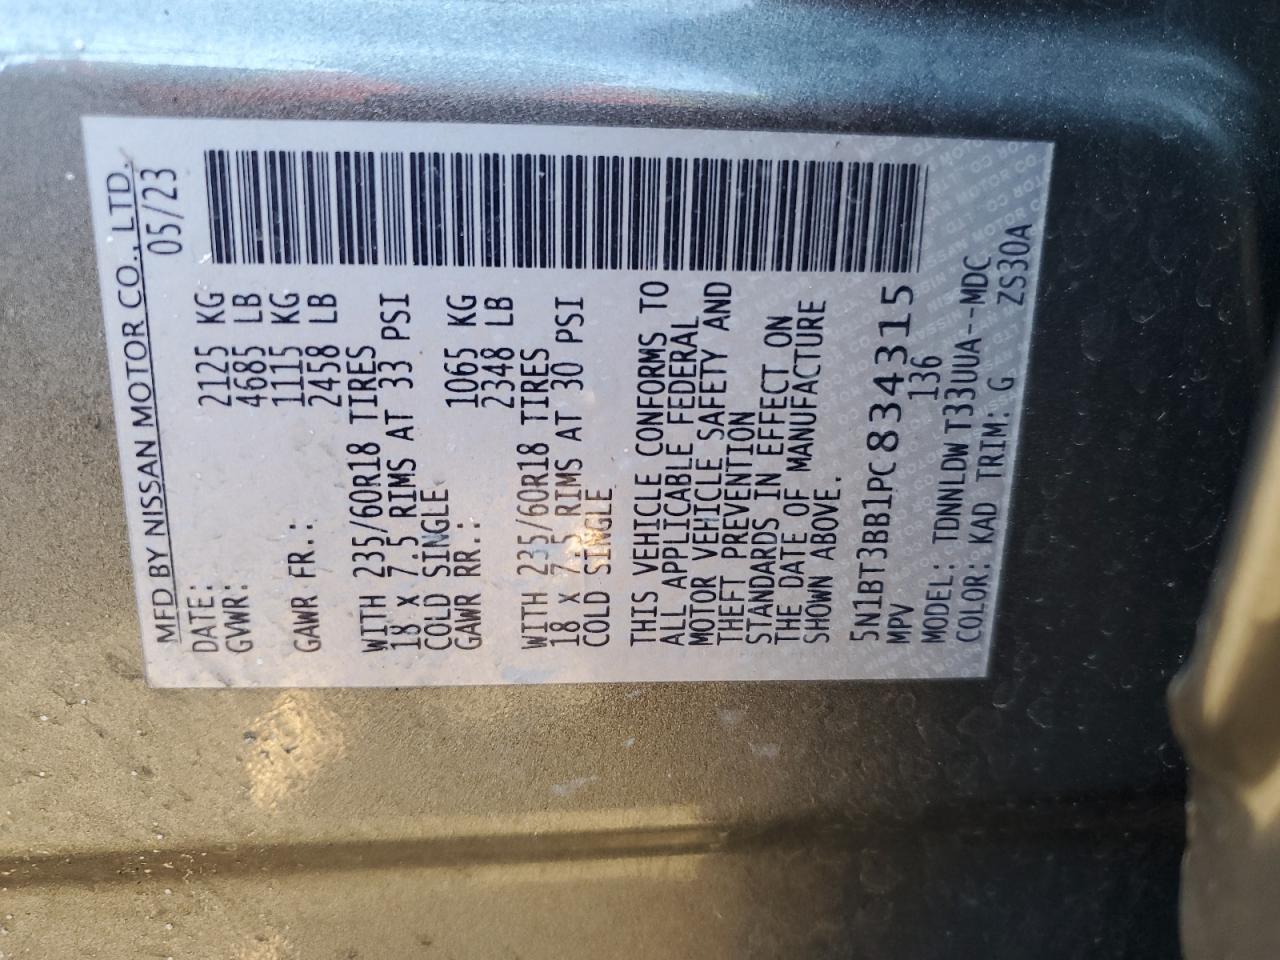 MFD BY NISSAN MOTOR CO., LTD.
DATE: 05/23
GVWR: 2125 KG
4685 LB
GAWR FR.: 1115 KG
2458 LB
WITH 235/60R18 TIRES
18 x 7.5 RIMS AT 33 PSI
COLD SINGLE
GAWR RR.: 1065 KG
2348 LB
WITH 235/60R18 TIRES
18 x 7.5 RIMS AT 30 PSI
COLD SINGLE
THIS VEHICLE CONFORMS TO
ALL APPLICABLE FEDERAL
MOTOR VEHICLE SAFETY AND
THEFT PREVENTION
STANDARDS IN EFFECT ON
THE DATE OF MANUFACTURE
SHOWN ABOVE.
5N1BT3BB1PC834315
MPV 136
MODEL: TDNNLDW T33UUA--MDC
COLOR: KAD TRIM: G ZS30A